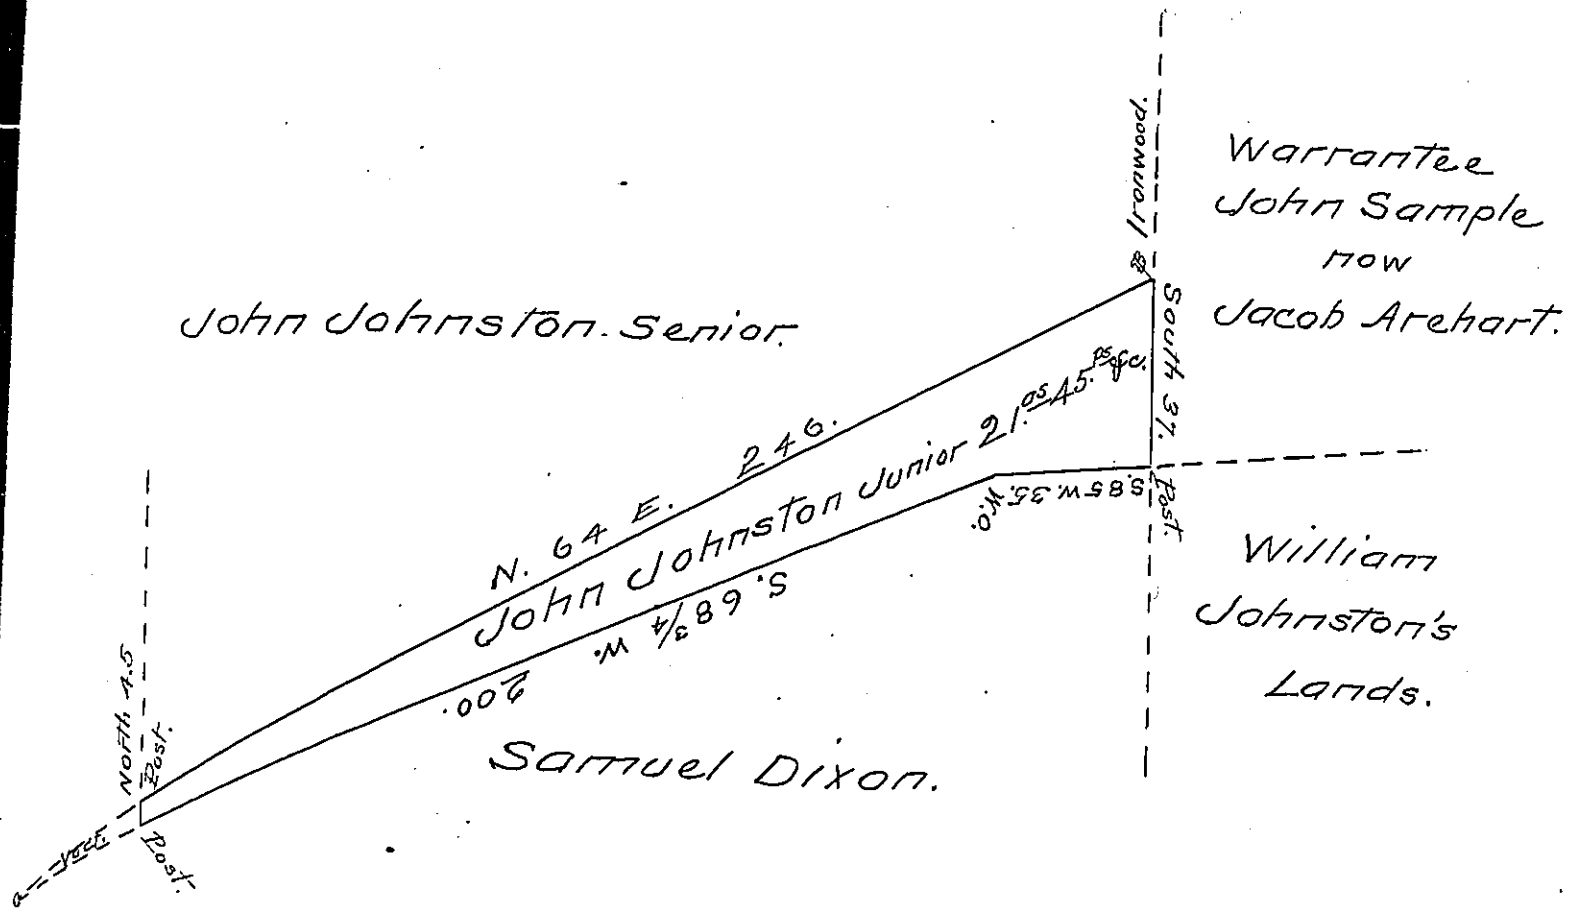 Ironwood.
Warrantee
John Sample
now
Jacob Arehart.
John Johnston. Senior.
South 37.
N. 64 E. 246.
John Johnston Junior 21.as 45.ps &c.
S. 85 W. 35.
W.O.
Post.
S. 68 3/4 W.
200.
William
Johnston's
Lands.
North 4.5
Post.
Samuel Dixon.
Post.
a